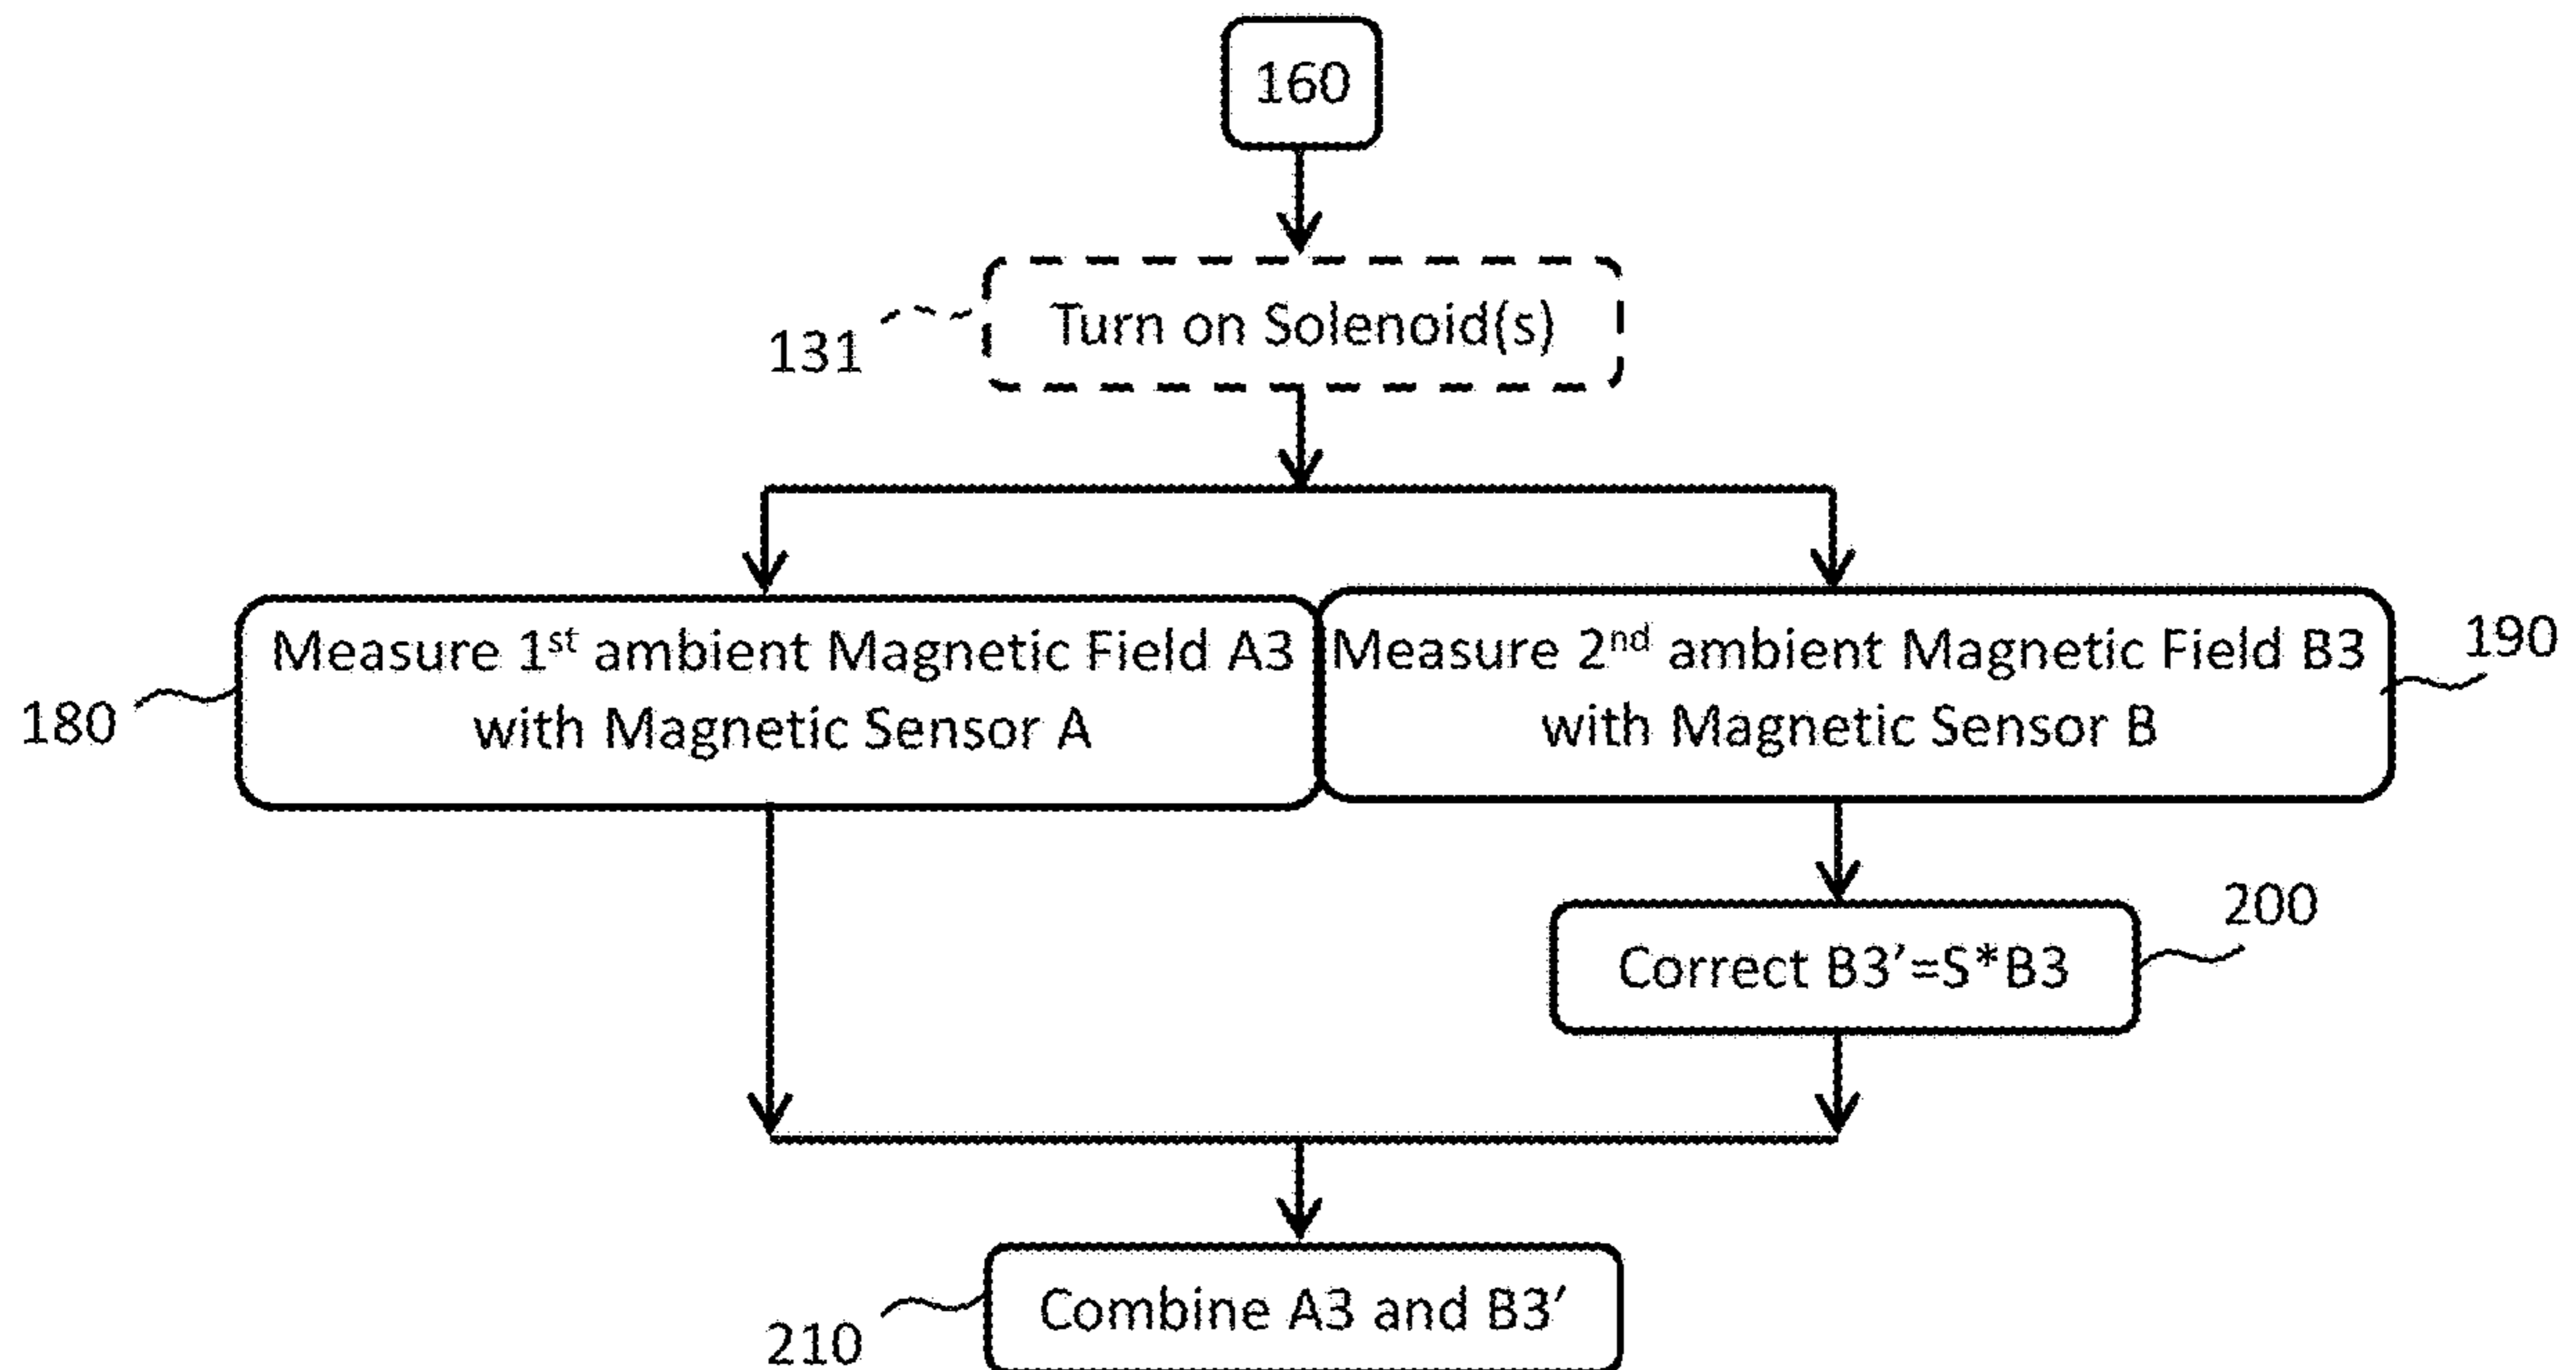 160
Turn on Solenoid(s)
131
Measure 1st ambient Magnetic Field A3
with Magnetic Sensor A
180
Measure 2nd ambient Magnetic Field B3
with Magnetic Sensor B
190
200
Correct B3'=S*B3
Combine A3 and B3'
210